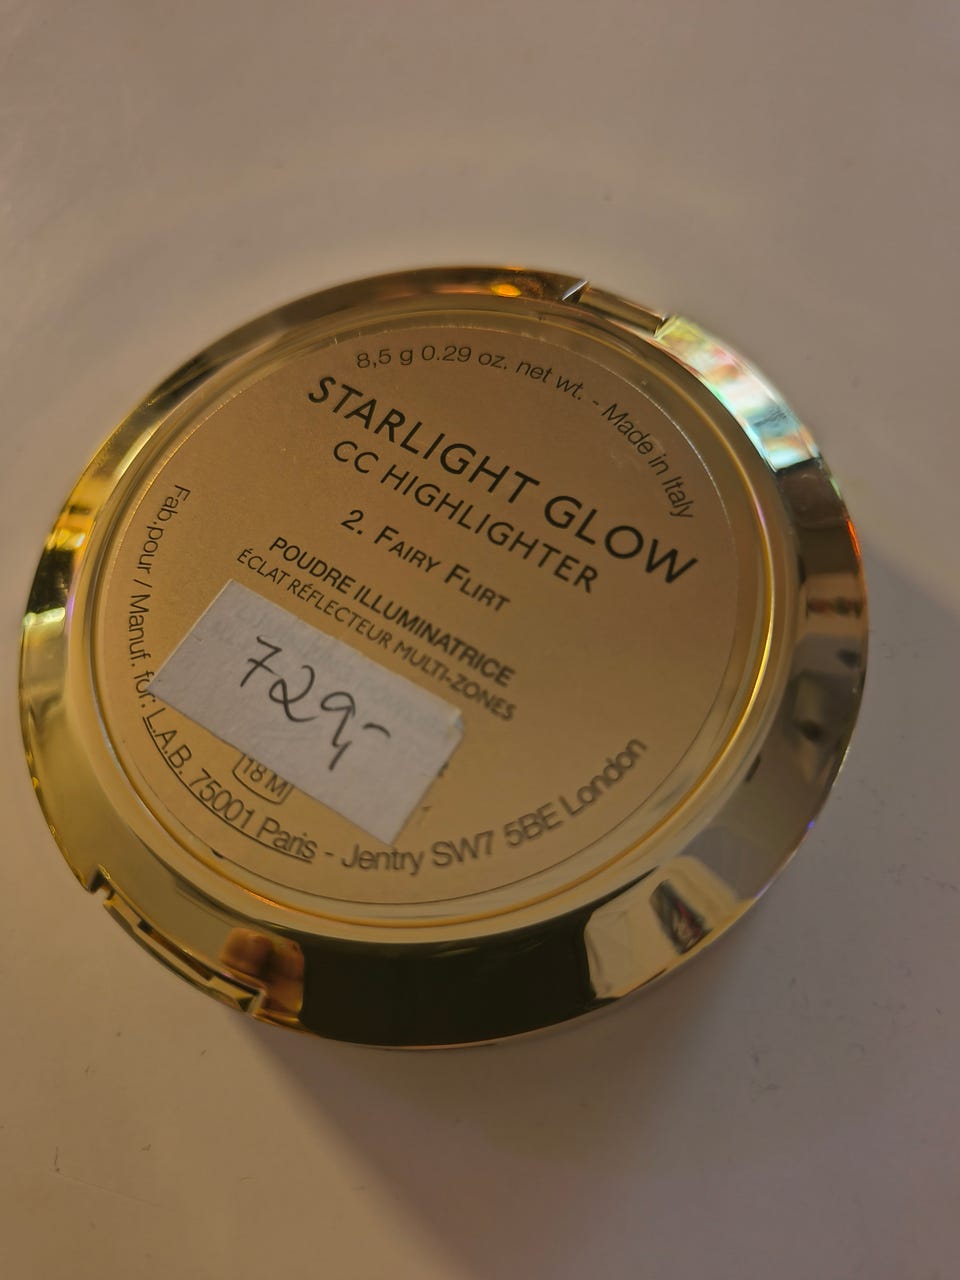 8,5 g 0.29 oz. net wt. - Made in Italy
STARLIGHT GLOW
CC HIGHLIGHTER
2. FAIRY FLIRT
POUDRE ILLUMINATRICE
ÉCLAT RÉFLECTEUR MULTI-ZONES
729,-
18 M
Fab.pour / Manuf. for: L.A.B. 75001 Paris - Jentry SW7 5BE London